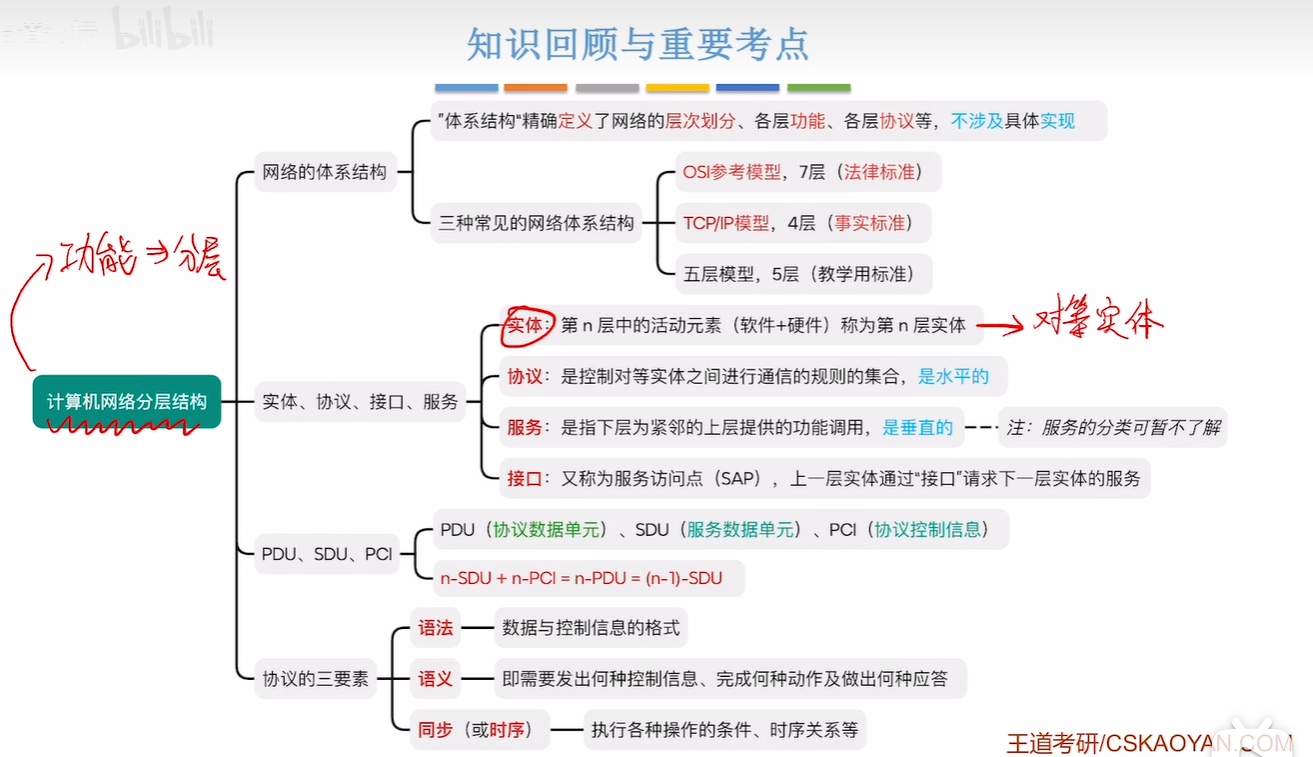 bilibili
知识回顾与重要考点
"体系结构"精确定义了网络的层次划分、各层功能、各层协议等，不涉及具体实现
网络的体系结构
OSI参考模型，7层（法律标准）
三种常见的网络体系结构
TCP/IP模型，4层（事实标准）
五层模型，5层（教学用标准）
功能⇒分层
实体：第 n 层中的活动元素（软件+硬件）称为第 n 层实体
对等实体
协议：是控制对等实体之间进行通信的规则的集合，是水平的
计算机网络分层结构
实体、协议、接口、服务
服务：是指下层为紧邻的上层提供的功能调用，是垂直的
注：服务的分类可暂不了解
接口：又称为服务访问点（SAP），上一层实体通过“接口”请求下一层实体的服务
PDU（协议数据单元）、SDU（服务数据单元）、PCI（协议控制信息）
PDU、SDU、PCI
n-SDU + n-PCI = n-PDU = (n-1)-SDU
语法
数据与控制信息的格式
协议的三要素
语义
即需要发出何种控制信息、完成何种动作及做出何种应答
同步（或时序）
执行各种操作的条件、时序关系等
王道考研/CSKAOYAN.COM